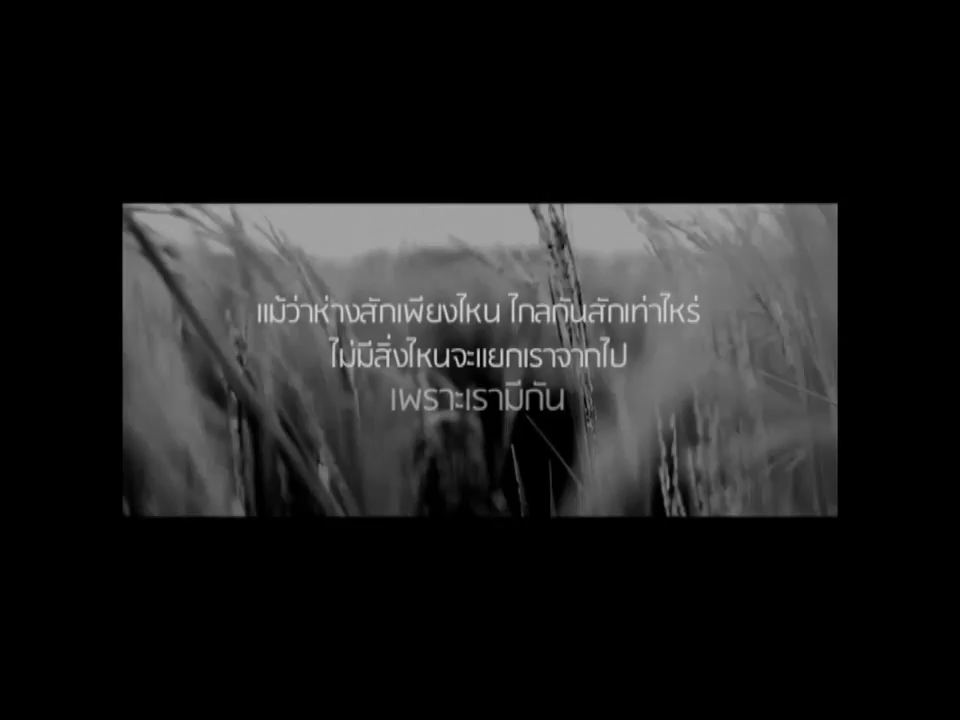 แม้ว่าห่างสักเพียงไหน ไกลกันสักเท่าไหร่
ไม่มีสิ่งไหนจะแยกเราจากไป
เพราะเรามีกัน